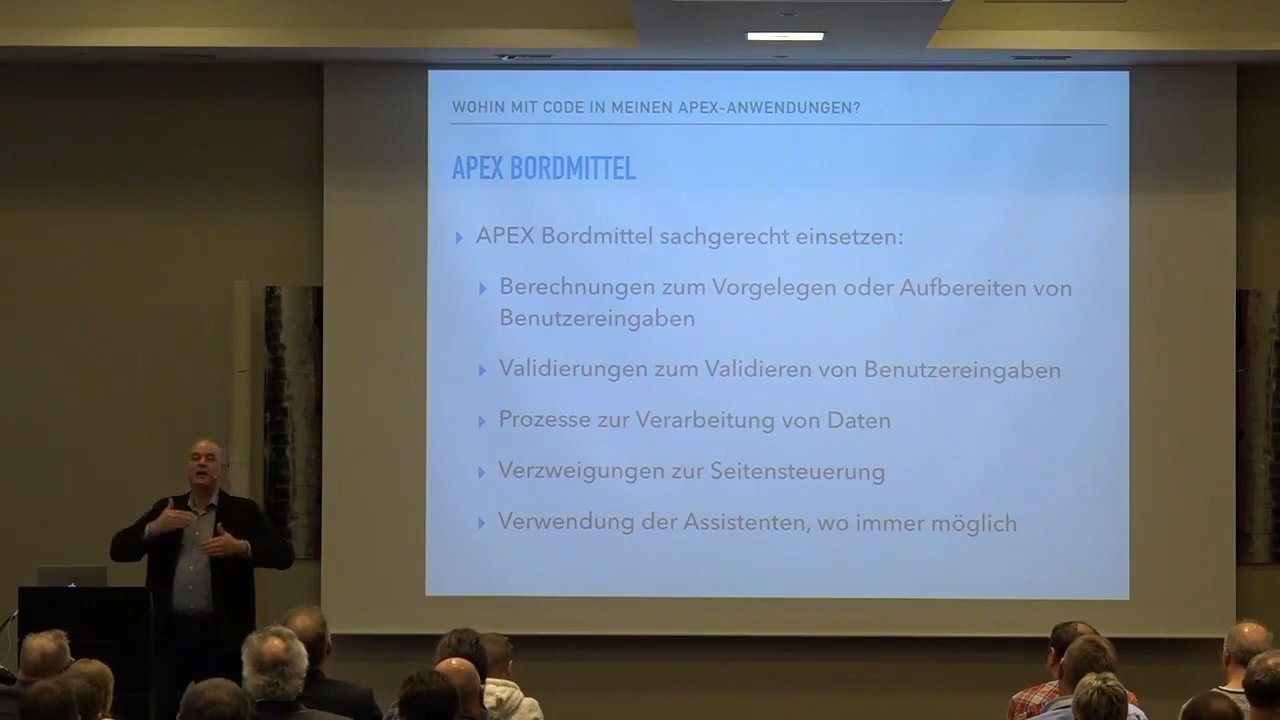 WOHIN MIT CODE IN MEINEN APEX-ANWENDUNGEN?
APEX BORDMITTEL
APEX Bordmittel sachgerecht einsetzen:
Berechnungen zum Vorgelegen oder Aufbereiten von
Benutzereingaben
Validierungen zum Validieren von Benutzereingaben
Prozesse zur Verarbeitung von Daten
Verzweigungen zur Seitensteuerung
Verwendung der Assistenten, wo immer möglich